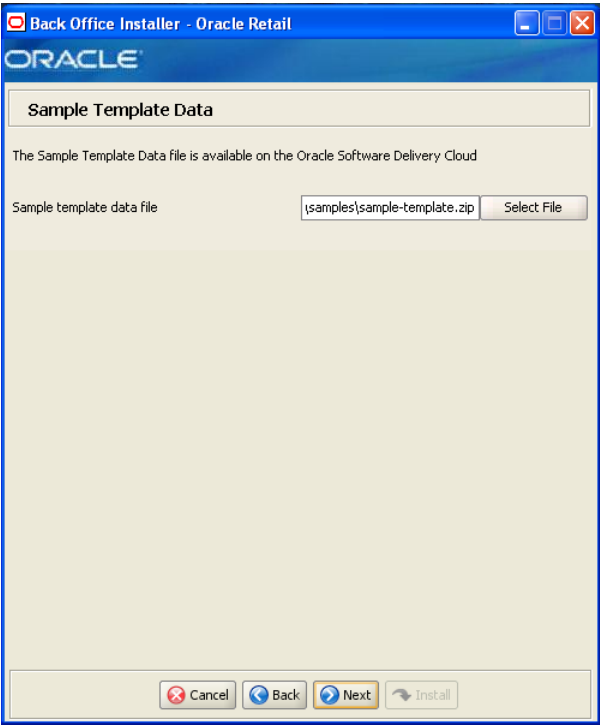 Back Office Installer - Oracle Retail
ORACLE
Sample Template Data
The Sample Template Data file is available on the Oracle Software Delivery Cloud
Sample template data file \samples\sample-template.zip Select File
Cancel Back Next Install